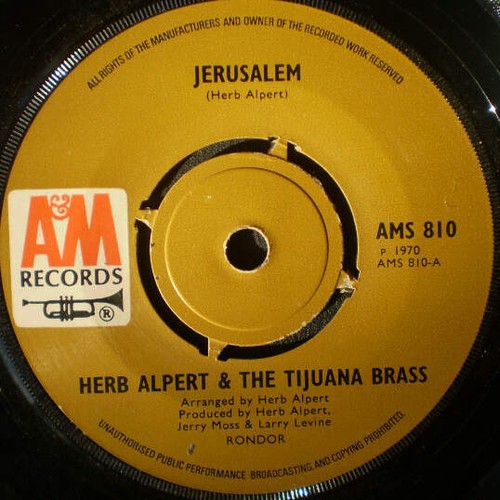 ALL RIGHTS OF THE MANUFACTURERS AND OWNER OF THE RECORDED WORK RESERVED
JERUSALEM
(Herb Alpert)
A&M
RECORDS
®
AMS 810
P 1970
AMS 810-A
HERB ALPERT & THE TIJUANA BRASS
Arranged by Herb Alpert
Produced by Herb Alpert,
Jerry Moss & Larry Levine
RONDOR
UNAUTHORISED PUBLIC PERFORMANCE BROADCASTING, AND COPYING PROHIBITED.